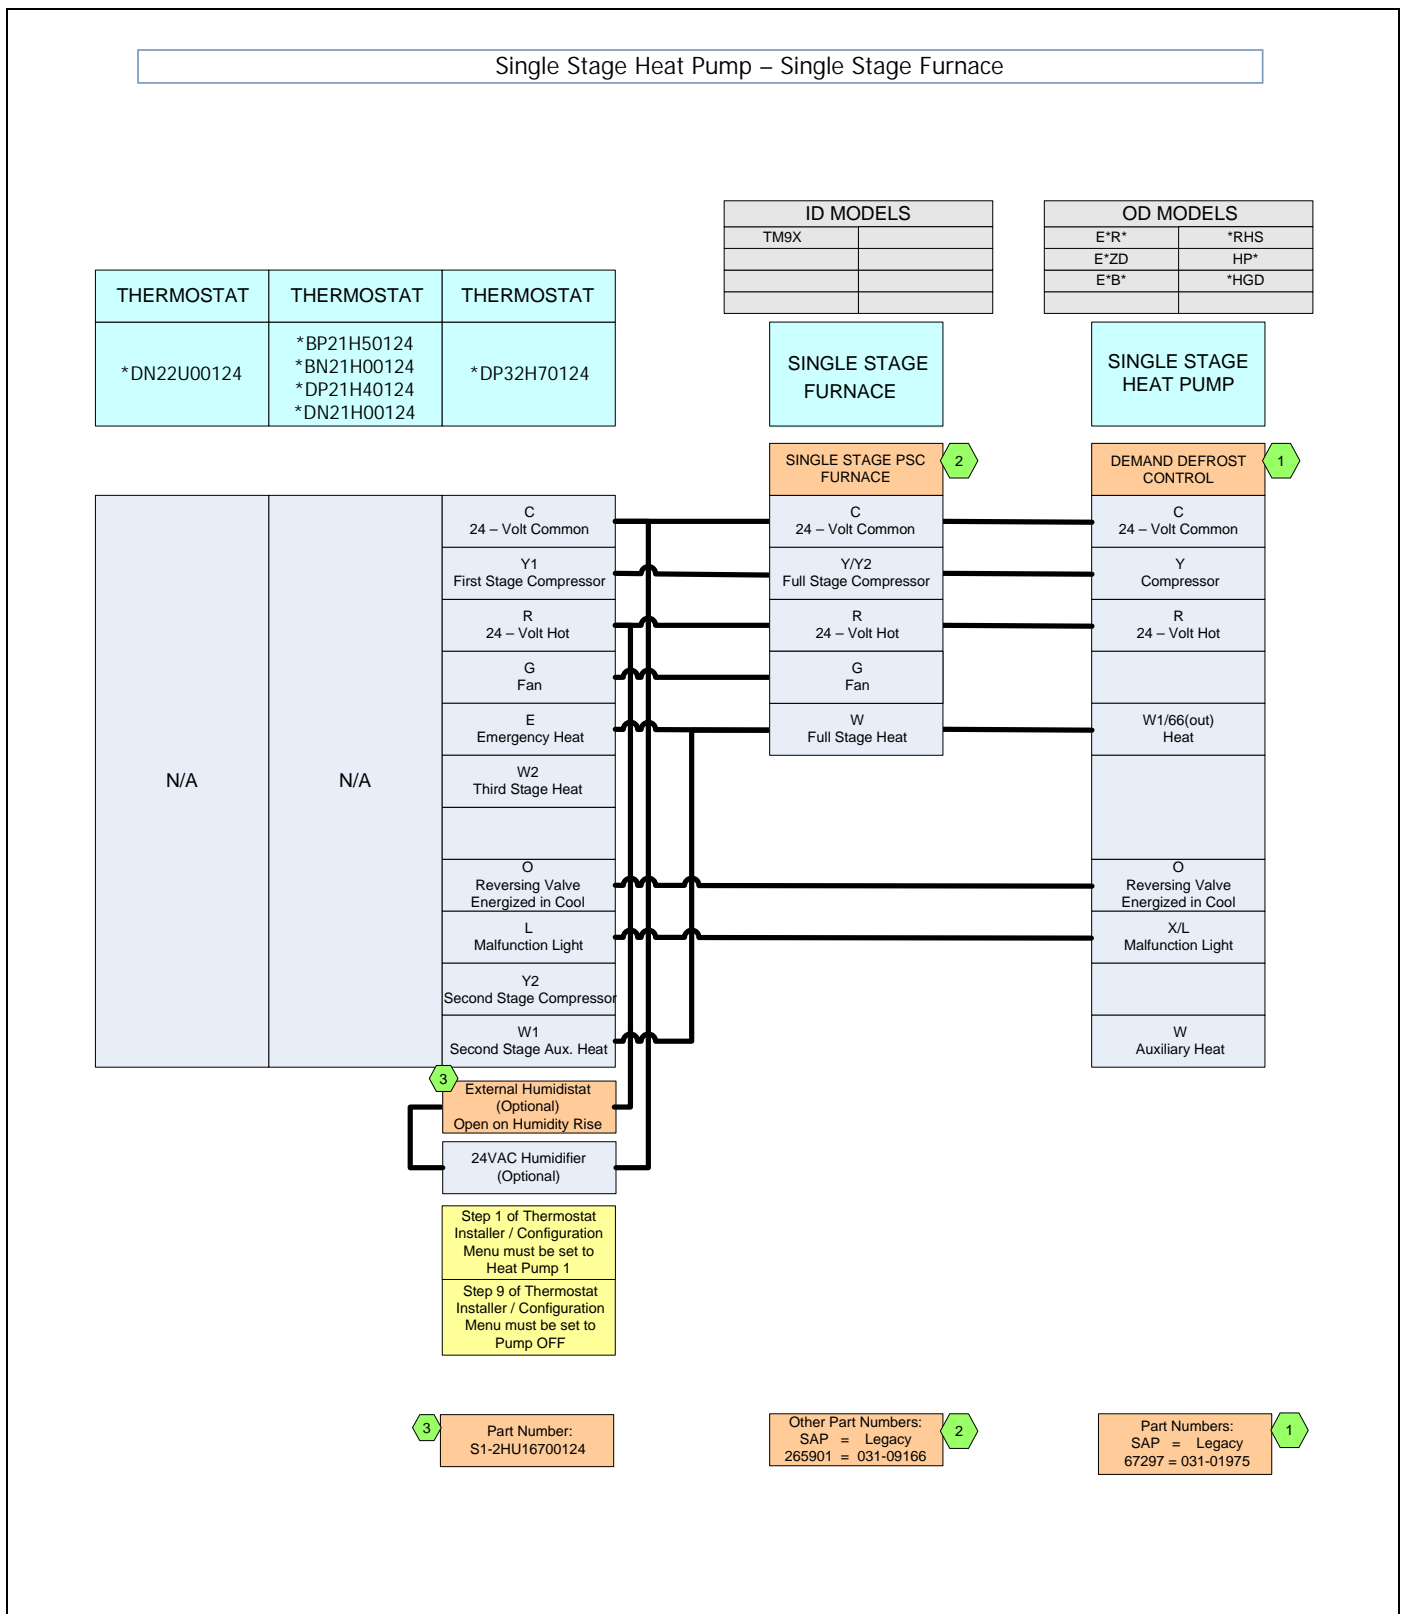 Single Stage Heat Pump – Single Stage Furnace
ID MODELS
TM9X
OD MODELS
E*R* *RHS
E*ZD HP*
E*B* *HGD
THERMOSTAT
*DN22U00124
THERMOSTAT
*BP21H50124
*BN21H00124
*DP21H40124
*DN21H00124
THERMOSTAT
*DP32H70124
SINGLE STAGE
FURNACE
SINGLE STAGE
HEAT PUMP
SINGLE STAGE PSC
FURNACE
2
DEMAND DEFROST
CONTROL
1
N/A
N/A
C
24 – Volt Common
Y1
First Stage Compressor
R
24 – Volt Hot
G
Fan
E
Emergency Heat
W2
Third Stage Heat
O
Reversing Valve
Energized in Cool
L
Malfunction Light
Y2
Second Stage Compressor
W1
Second Stage Aux. Heat
C
24 – Volt Common
Y/Y2
Full Stage Compressor
R
24 – Volt Hot
G
Fan
W
Full Stage Heat
C
24 – Volt Common
Y
Compressor
R
24 – Volt Hot
W1/66(out)
Heat
O
Reversing Valve
Energized in Cool
X/L
Malfunction Light
W
Auxiliary Heat
3
External Humidistat
(Optional)
Open on Humidity Rise
24VAC Humidifier
(Optional)
Step 1 of Thermostat
Installer / Configuration
Menu must be set to
Heat Pump 1
Step 9 of Thermostat
Installer / Configuration
Menu must be set to
Pump OFF
3
Part Number:
S1-2HU16700124
Other Part Numbers:
SAP = Legacy
265901 = 031-09166
2
Part Numbers:
SAP = Legacy
67297 = 031-01975
1